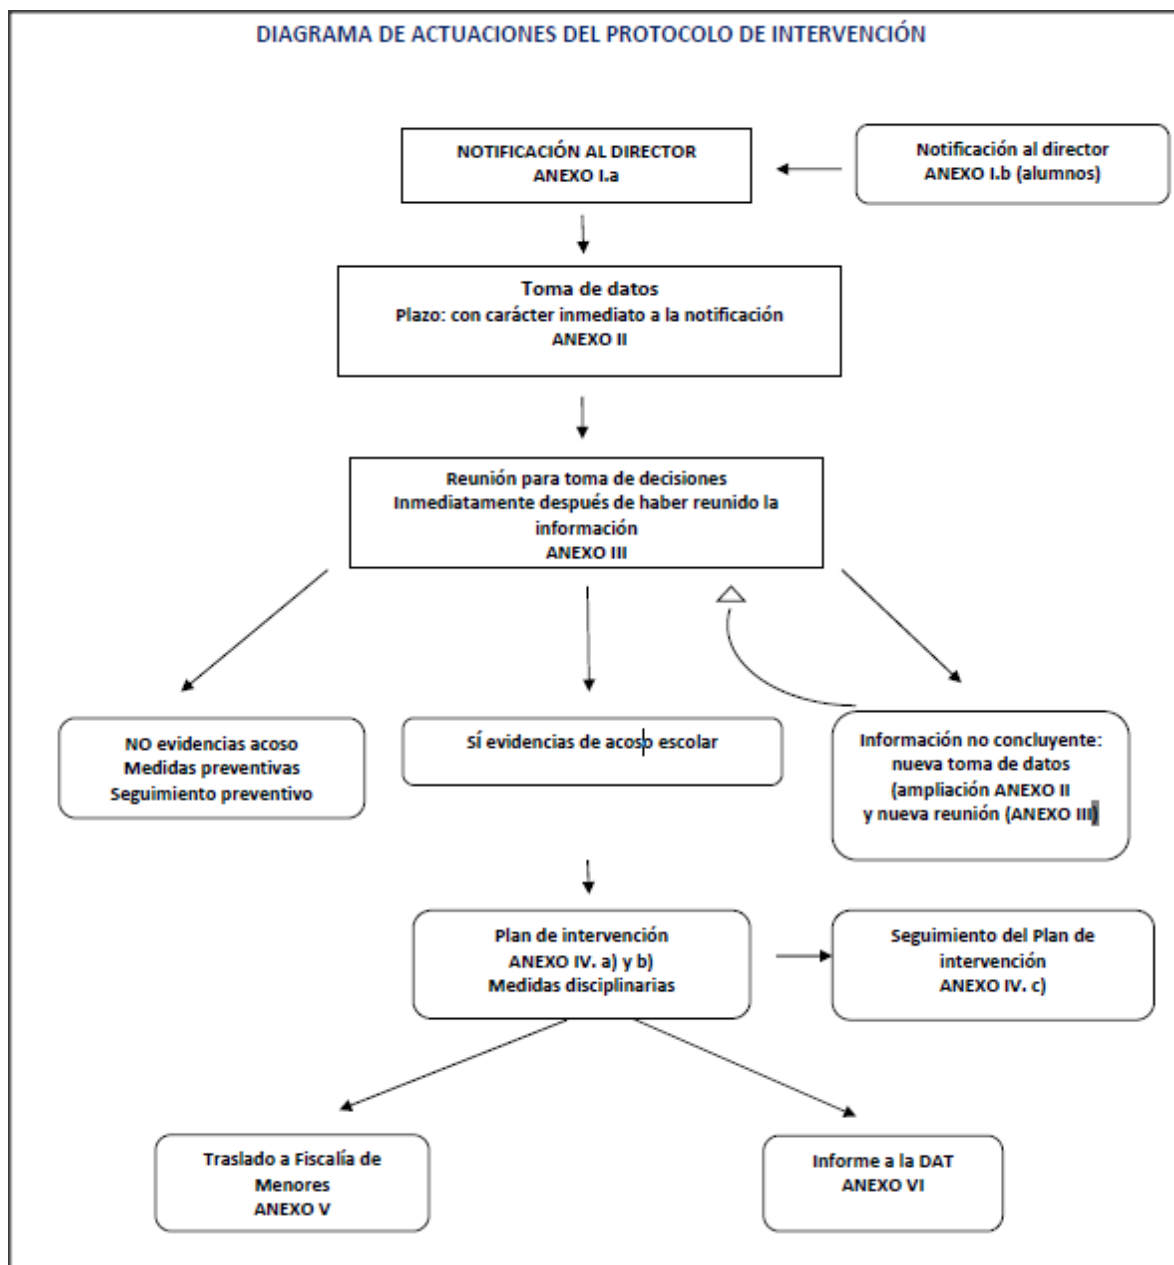 DIAGRAMA DE ACTUACIONES DEL PROTOCOLO DE INTERVENCIÓN
NOTIFICACIÓN AL DIRECTOR
ANEXO I.a
Notificación al director
ANEXO I.b (alumnos)
Toma de datos
Plazo: con carácter inmediato a la notificación
ANEXO II
Reunión para toma de decisiones
Inmediatamente después de haber reunido la
información
ANEXO III
NO evidencias acoso
Medidas preventivas
Seguimiento preventivo
Sí evidencias de acoso escolar
Información no concluyente:
nueva toma de datos
(ampliación ANEXO II
y nueva reunión (ANEXO III)
Plan de intervención
ANEXO IV. a) y b)
Medidas disciplinarias
Seguimiento del Plan de
intervención
ANEXO IV. c)
Traslado a Fiscalía de
Menores
ANEXO V
Informe a la DAT
ANEXO VI